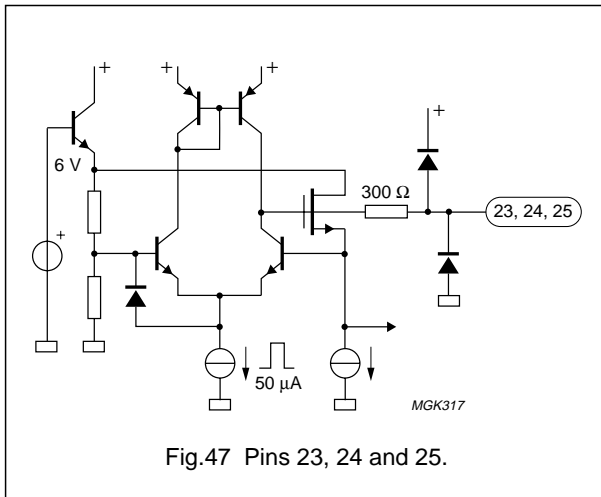 + + +
+
6 V
300 Ω
23, 24, 25
+
50 μA
MGK317
Fig.47 Pins 23, 24 and 25.